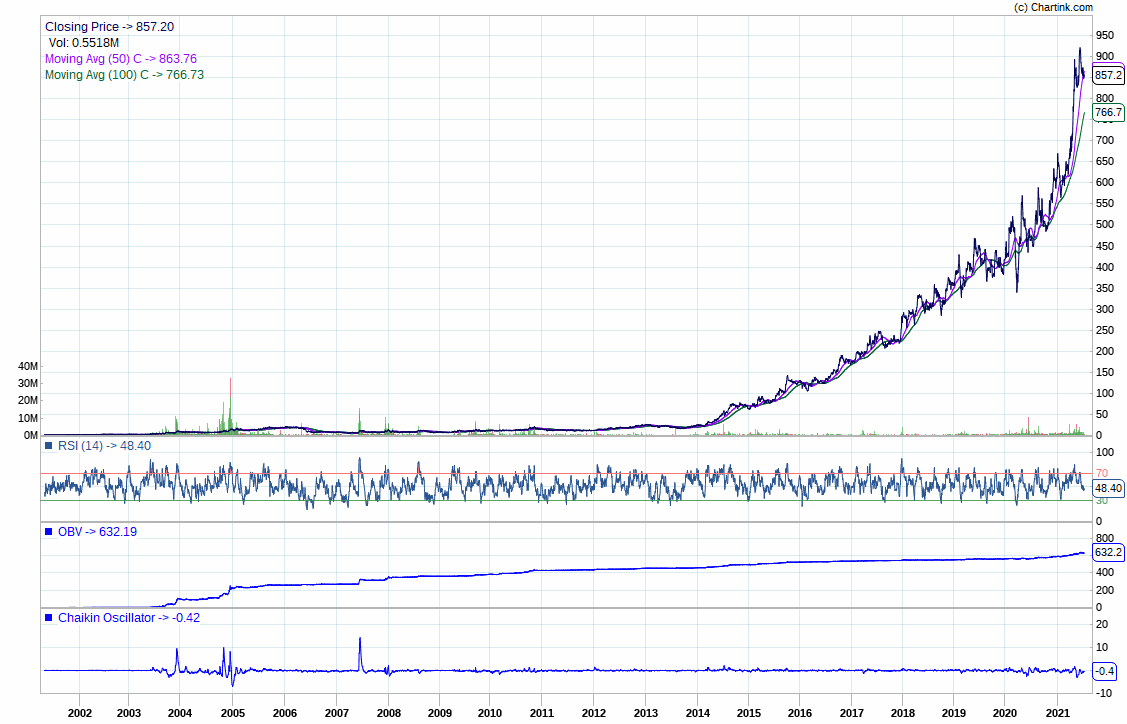 (c) Chartink.com
Closing Price -> 857.20
Vol: 0.5518M
Moving Avg (50) C -> 863.76
Moving Avg (100) C -> 766.73
950
900
857.2
800
766.7
700
650
600
550
500
450
400
350
300
250
200
150
100
50
0
40M
30M
20M
10M
0M
RSI (14) -> 48.40
100
70
48.40
30
0
OBV -> 632.19
800
632.2
400
200
0
Chaikin Oscillator -> -0.42
20
10
-0.4
-10
2002 2003 2004 2005 2006 2007 2008 2009 2010 2011 2012 2013 2014 2015 2016 2017 2018 2019 2020 2021